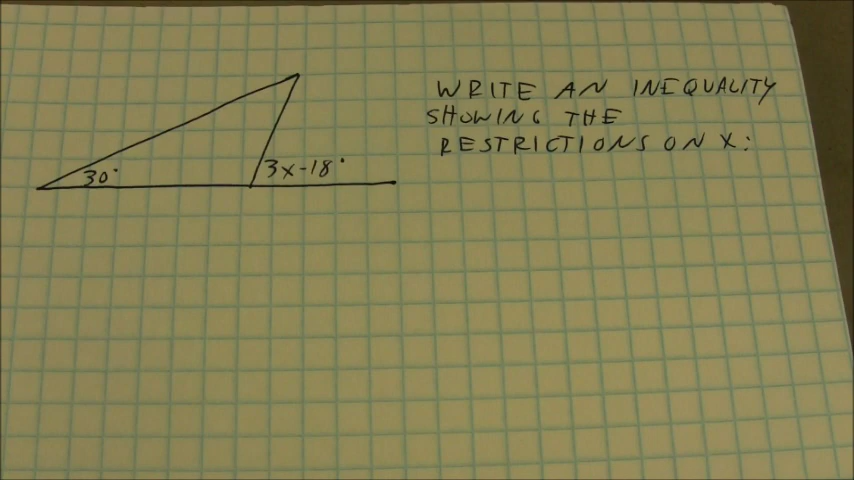 WRITE AN INEQUALITY
SHOWING THE
RESTRICTIONS ON X:
30°
3x-18°